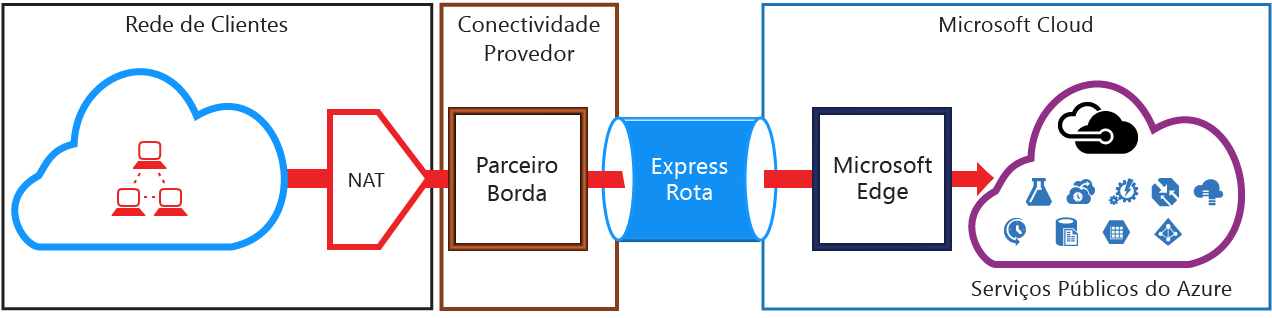 Rede de Clientes
NAT
Conectividade
Provedor
Parceiro
Borda
Express
Rota
Microsoft Cloud
Microsoft
Edge
Serviços Públicos do Azure